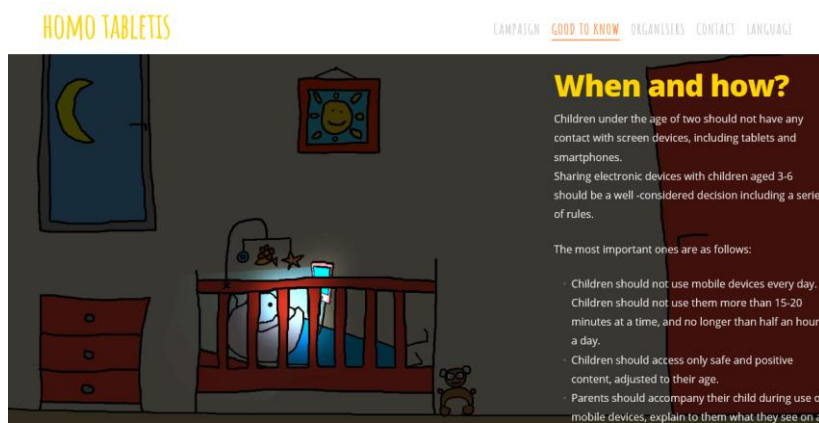 HOMO TABLETIS
CAMPAIGN GOOD TO KNOW ORGANISERS CONTACT LANGUAGE
When and how?
Children under the age of two should not have any
contact with screen devices, including tablets and
smartphones.
Sharing electronic devices with children aged 3-6
should be a well -considered decision including a serie
of rules.
The most important ones are as follows:
Children should not use mobile devices every day.
Children should not use them more than 15-20
minutes at a time, and no longer than half an hour
a day.
Children should access only safe and positive
content, adjusted to their age.
Parents should accompany their child during use o
mobile devices, explain to them what they see on a